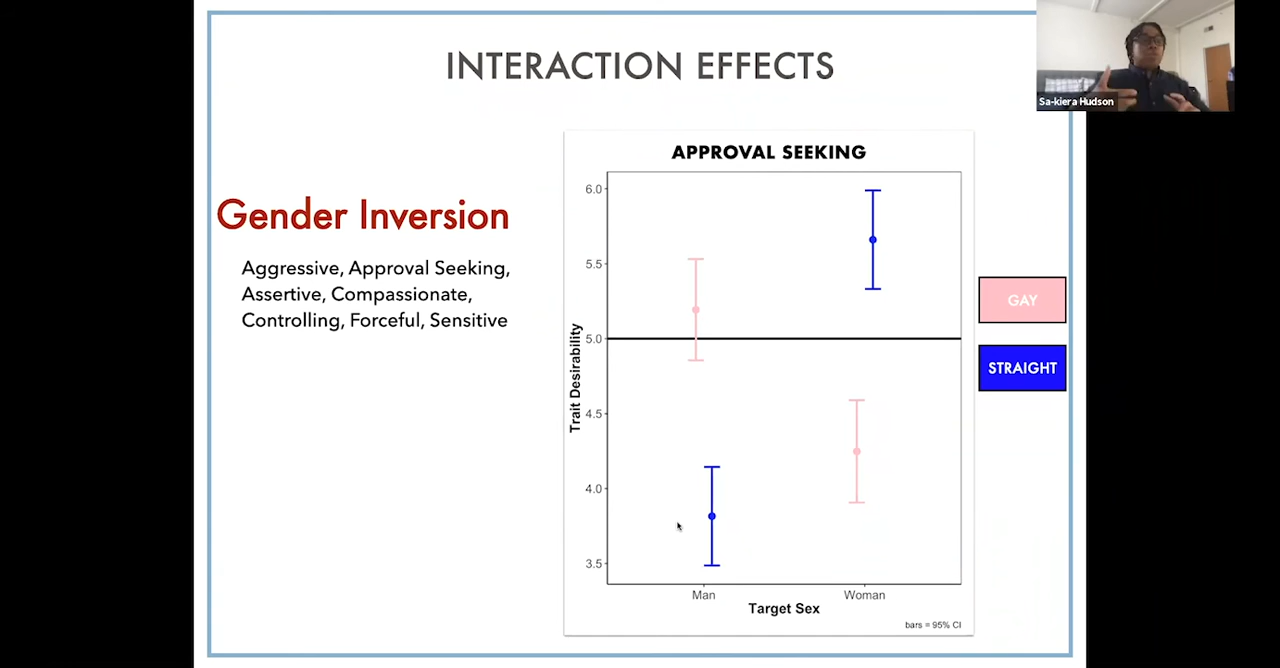 INTERACTION EFFECTS
Sa-kiera Hudson
Gender Inversion
Aggressive, Approval Seeking,
Assertive, Compassionate,
Controlling, Forceful, Sensitive
APPROVAL SEEKING
Trait Desirability
6.0
5.5
5.0
4.5
4.0
3.5
Man
Woman
Target Sex
bars = 95% CI
GAY
STRAIGHT